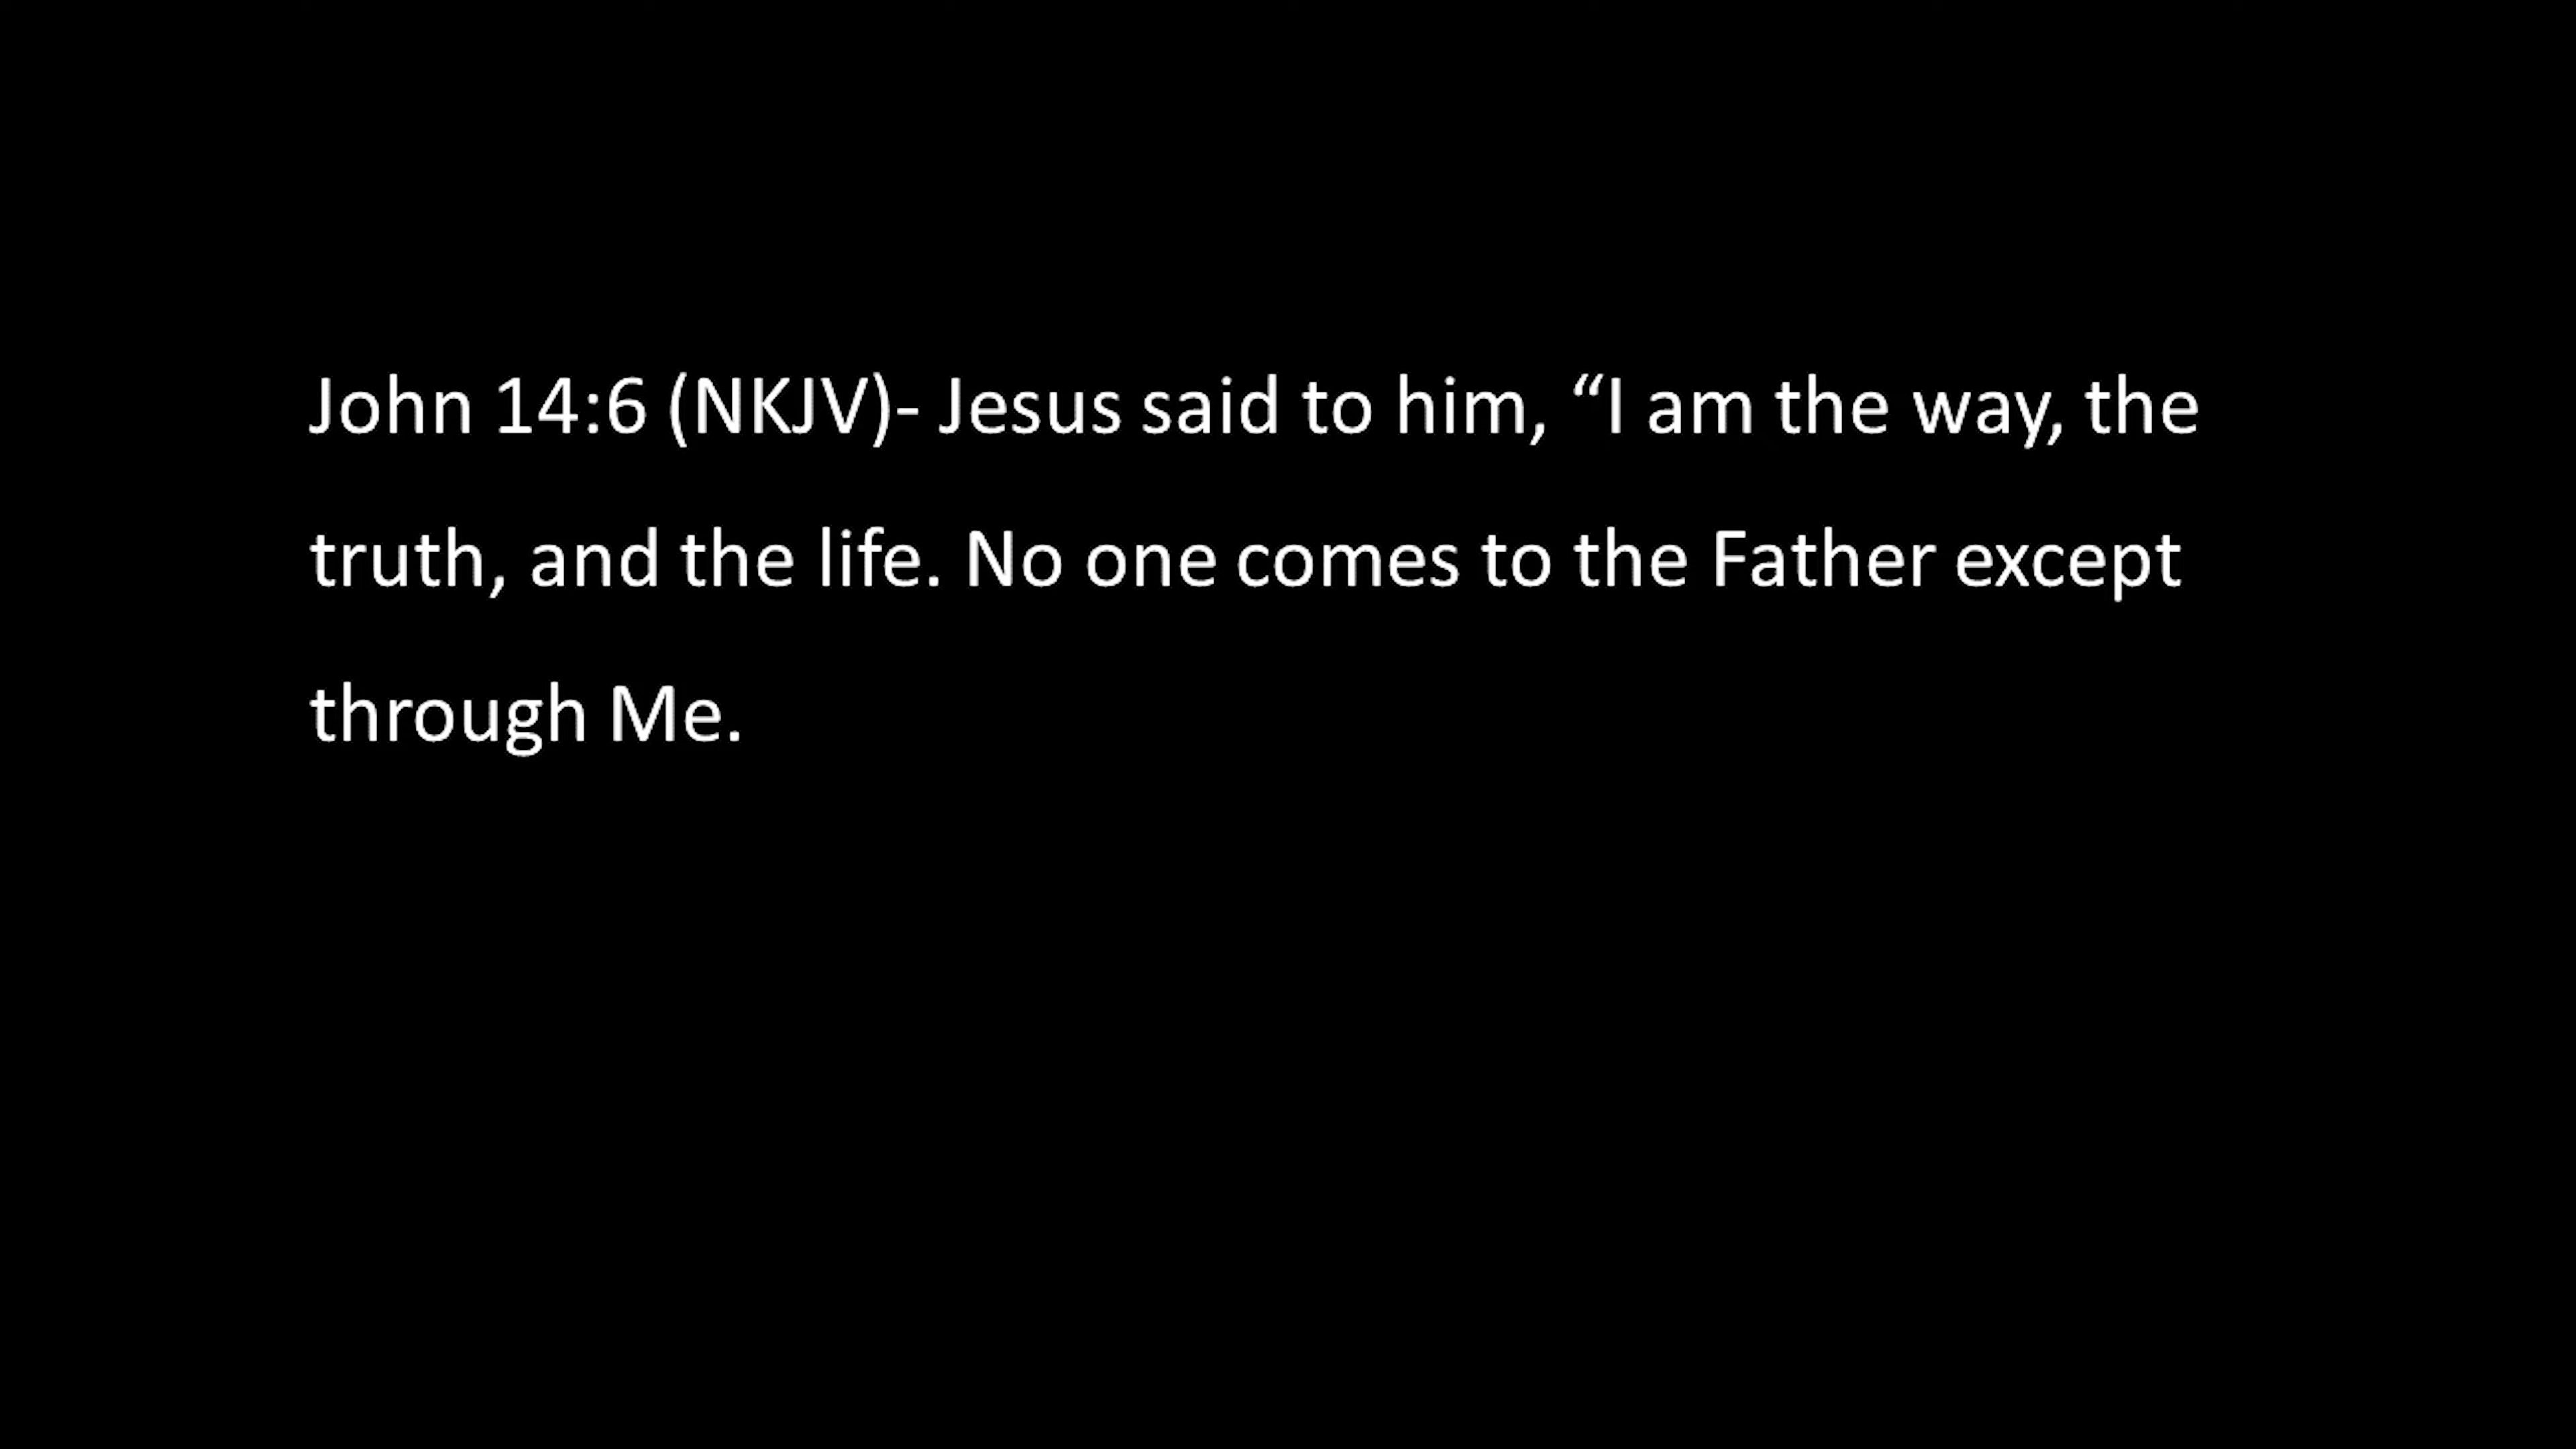 John 14:6 (NKJV)- Jesus said to him, “I am the way, the
truth, and the life. No one comes to the Father except
through Me.